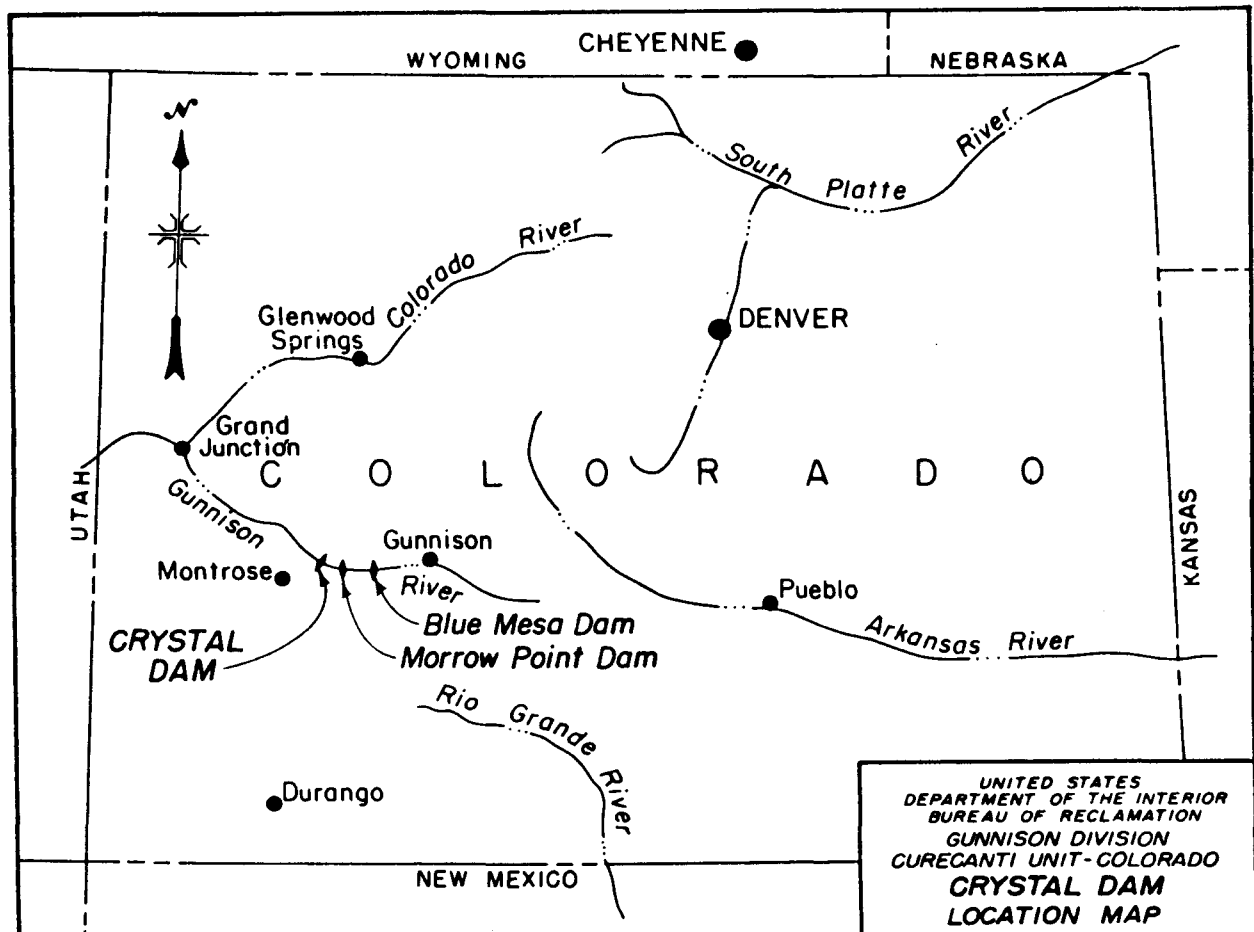 CHEYENNE
WYOMING
NEBRASKA
N
South Platte River
Colorado River
Glenwood
Springs
DENVER
Grand
Junction
COLORADO
UTAH
KANSAS
Gunnison River
Gunnison
Montrose
Pueblo
Blue Mesa Dam
CRYSTAL
DAM
Morrow Point Dam
Arkansas River
Rio Grande River
Durango
NEW MEXICO
UNITED STATES
DEPARTMENT OF THE INTERIOR
BUREAU OF RECLAMATION
GUNNISON DIVISION
CURECANTI UNIT-COLORADO
CRYSTAL DAM
LOCATION MAP